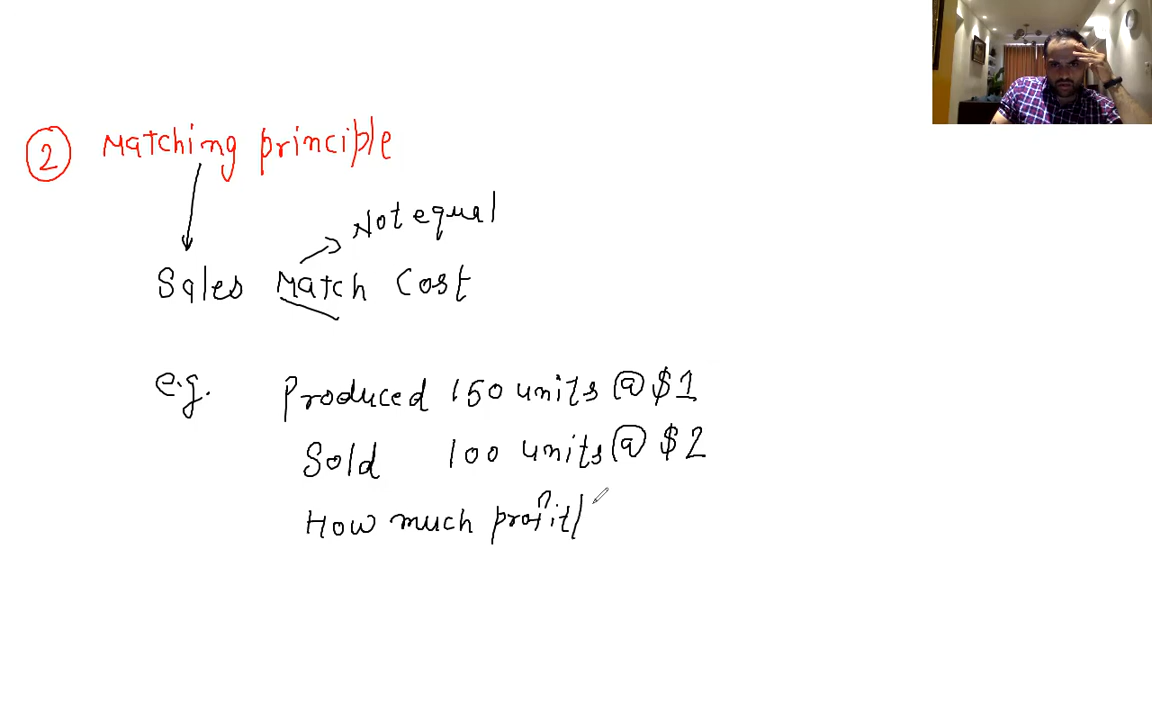 2 Matching principle
Not equal
Sales Match Cost
e.g. Produced 150 units @ $1
Sold 100 units @ $2
How much profit/